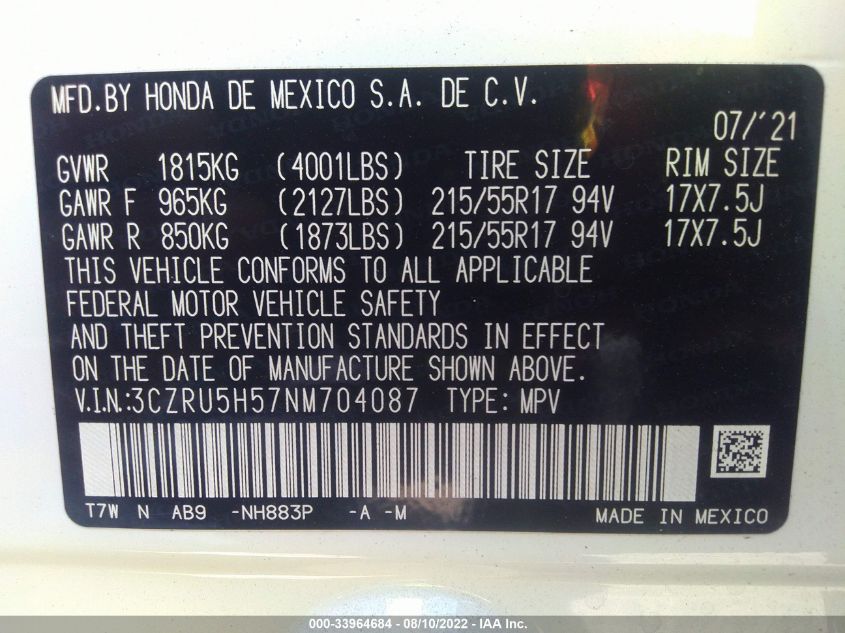 MFD.BY HONDA DE MEXICO S.A. DE C.V.
07/'21
GVWR 1815KG (4001LBS) TIRE SIZE RIM SIZE
GAWR F 965KG (2127LBS) 215/55R17 94V 17X7.5J
GAWR R 850KG (1873LBS) 215/55R17 94V 17X7.5J
THIS VEHICLE CONFORMS TO ALL APPLICABLE
FEDERAL MOTOR VEHICLE SAFETY
AND THEFT PREVENTION STANDARDS IN EFFECT
ON THE DATE OF MANUFACTURE SHOWN ABOVE.
V.I.N.:3CZRU5H57NM704087 TYPE: MPV
T7W N AB9 -NH883P -A -M MADE IN MEXICO
000-33964684 - 08/10/2022 - IAA Inc.